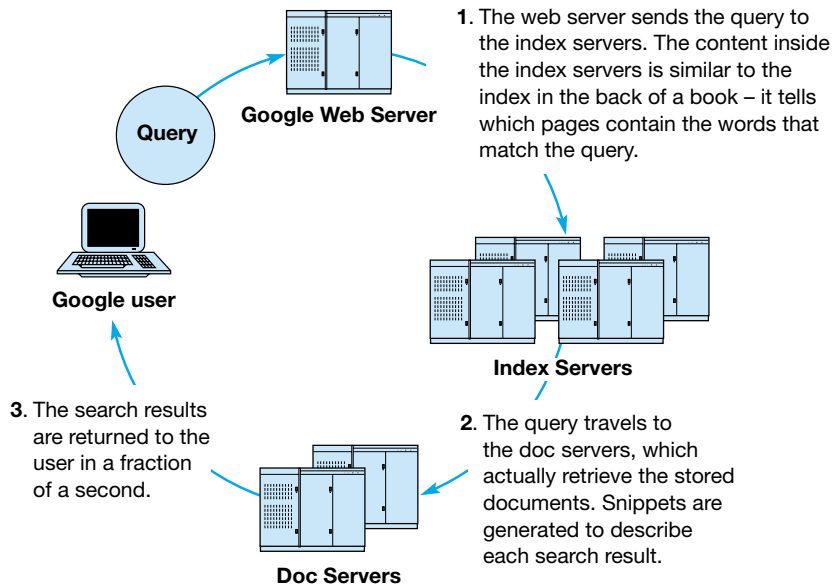 Query
Google Web Server
1. The web server sends the query to
the index servers. The content inside
the index servers is similar to the
index in the back of a book – it tells
which pages contain the words that
match the query.
Google user
Index Servers
3. The search results
are returned to the
user in a fraction
of a second.
2. The query travels to
the doc servers, which
actually retrieve the stored
documents. Snippets are
generated to describe
each search result.
Doc Servers